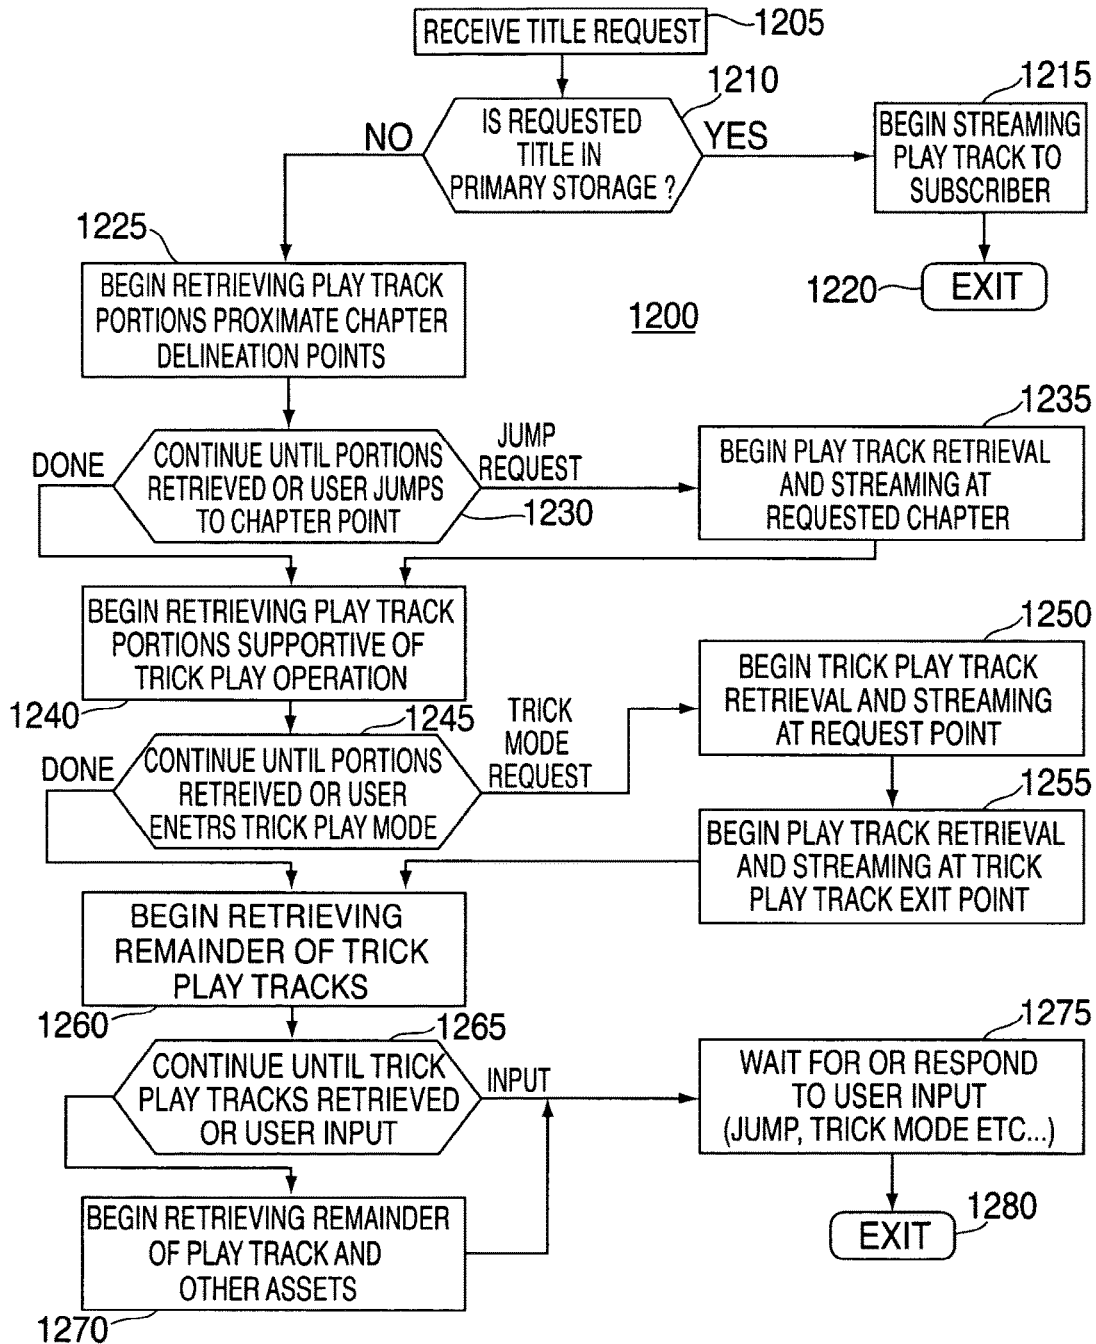 RECEIVE TITLE REQUEST
1205
1210
IS REQUESTED
TITLE IN
PRIMARY STORAGE ?
NO
YES
1215
BEGIN STREAMING
PLAY TRACK TO
SUBSCRIBER
1220
EXIT
1200
1225
BEGIN RETRIEVING PLAY TRACK
PORTIONS PROXIMATE CHAPTER
DELINEATION POINTS
DONE
CONTINUE UNTIL PORTIONS
RETRIEVED OR USER JUMPS
TO CHAPTER POINT
1230
JUMP
REQUEST
1235
BEGIN PLAY TRACK RETRIEVAL
AND STREAMING AT
REQUESTED CHAPTER
BEGIN RETRIEVING PLAY TRACK
PORTIONS SUPPORTIVE OF
TRICK PLAY OPERATION
1240
1245
DONE
CONTINUE UNTIL PORTIONS
RETREIVED OR USER
ENETRS TRICK PLAY MODE
TRICK
MODE
REQUEST
1250
BEGIN TRICK PLAY TRACK
RETRIEVAL AND STREAMING
AT REQUEST POINT
1255
BEGIN PLAY TRACK RETRIEVAL
AND STREAMING AT TRICK
PLAY TRACK EXIT POINT
BEGIN RETRIEVING
REMAINDER OF TRICK
PLAY TRACKS
1260
1265
CONTINUE UNTIL TRICK
PLAY TRACKS RETRIEVED
OR USER INPUT
INPUT
1275
WAIT FOR OR RESPOND
TO USER INPUT
(JUMP, TRICK MODE ETC...)
BEGIN RETRIEVING REMAINDER
OF PLAY TRACK AND
OTHER ASSETS
1270
EXIT
1280